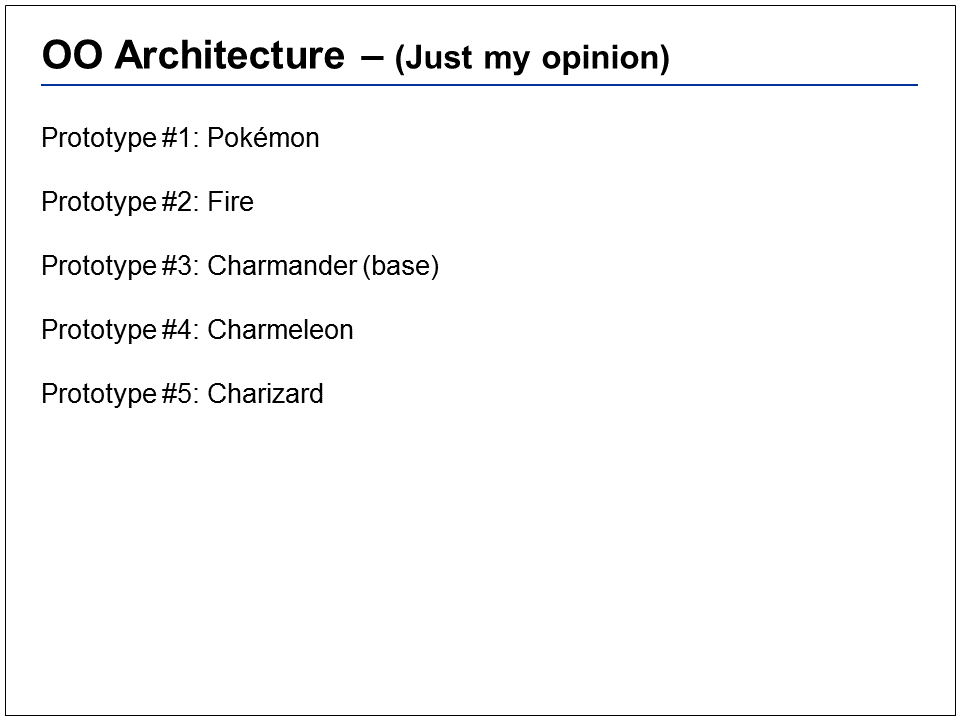 OO Architecture – (Just my opinion)
Prototype #1: Pokémon
Prototype #2: Fire
Prototype #3: Charmander (base)
Prototype #4: Charmeleon
Prototype #5: Charizard